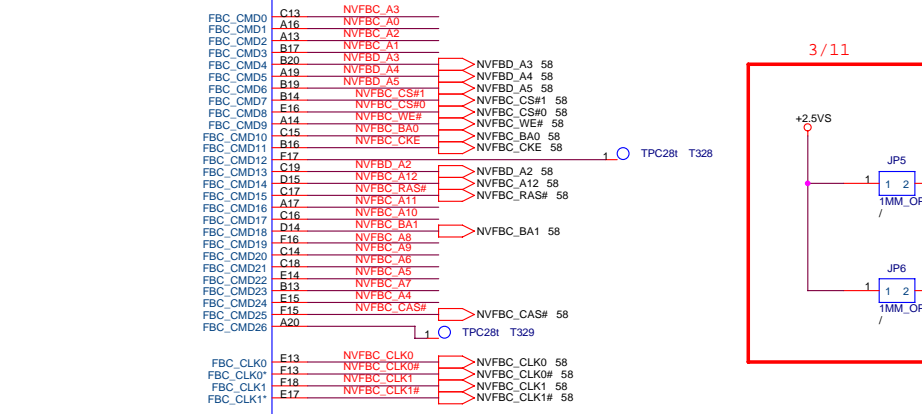 FBC_CMD0 C13 NVFBC_A3
FBC_CMD1 A16 NVFBC_A0
FBC_CMD2 A13 NVFBC_A2
FBC_CMD3 B17 NVFBC_A1
FBC_CMD4 B20 NVFBD_A3 NVFBD_A3 58
FBC_CMD5 A19 NVFBD_A4 NVFBD_A4 58
FBC_CMD6 B19 NVFBD_A5 NVFBD_A5 58
FBC_CMD7 B14 NVFBC_CS#1 NVFBC_CS#1 58
FBC_CMD8 E16 NVFBC_CS#0 NVFBC_CS#0 58
FBC_CMD9 A14 NVFBC_WE# NVFBC_WE# 58
FBC_CMD10 C15 NVFBC_BA0 NVFBC_BA0 58
FBC_CMD11 B16 NVFBC_CKE NVFBC_CKE 58
FBC_CMD12 F17 1 TPC28t T328
FBC_CMD13 C19 NVFBD_A2 NVFBD_A2 58
FBC_CMD14 D15 NVFBC_A12 NVFBC_A12 58
FBC_CMD15 C17 NVFBC_RAS# NVFBC_RAS# 58
FBC_CMD16 A17 NVFBC_A11
FBC_CMD17 C16 NVFBC_A10
FBC_CMD18 D14 NVFBC_BA1 NVFBC_BA1 58
FBC_CMD19 F16 NVFBC_A8
FBC_CMD20 C14 NVFBC_A9
FBC_CMD21 C18 NVFBC_A6
FBC_CMD22 E14 NVFBC_A5
FBC_CMD23 B13 NVFBC_A7
FBC_CMD24 E15 NVFBC_A4
FBC_CMD25 F15 NVFBC_CAS# NVFBC_CAS# 58
FBC_CMD26 A20 1 TPC28t T329
FBC_CLK0 E13 NVFBC_CLK0 NVFBC_CLK0 58
FBC_CLK0* F13 NVFBC_CLK0# NVFBC_CLK0# 58
FBC_CLK1 F18 NVFBC_CLK1 NVFBC_CLK1 58
FBC_CLK1* E17 NVFBC_CLK1# NVFBC_CLK1# 58
3/11
+2.5VS
JP5
1 1 2
1MM_OP
/
JP6
1 1 2
1MM_OP
/